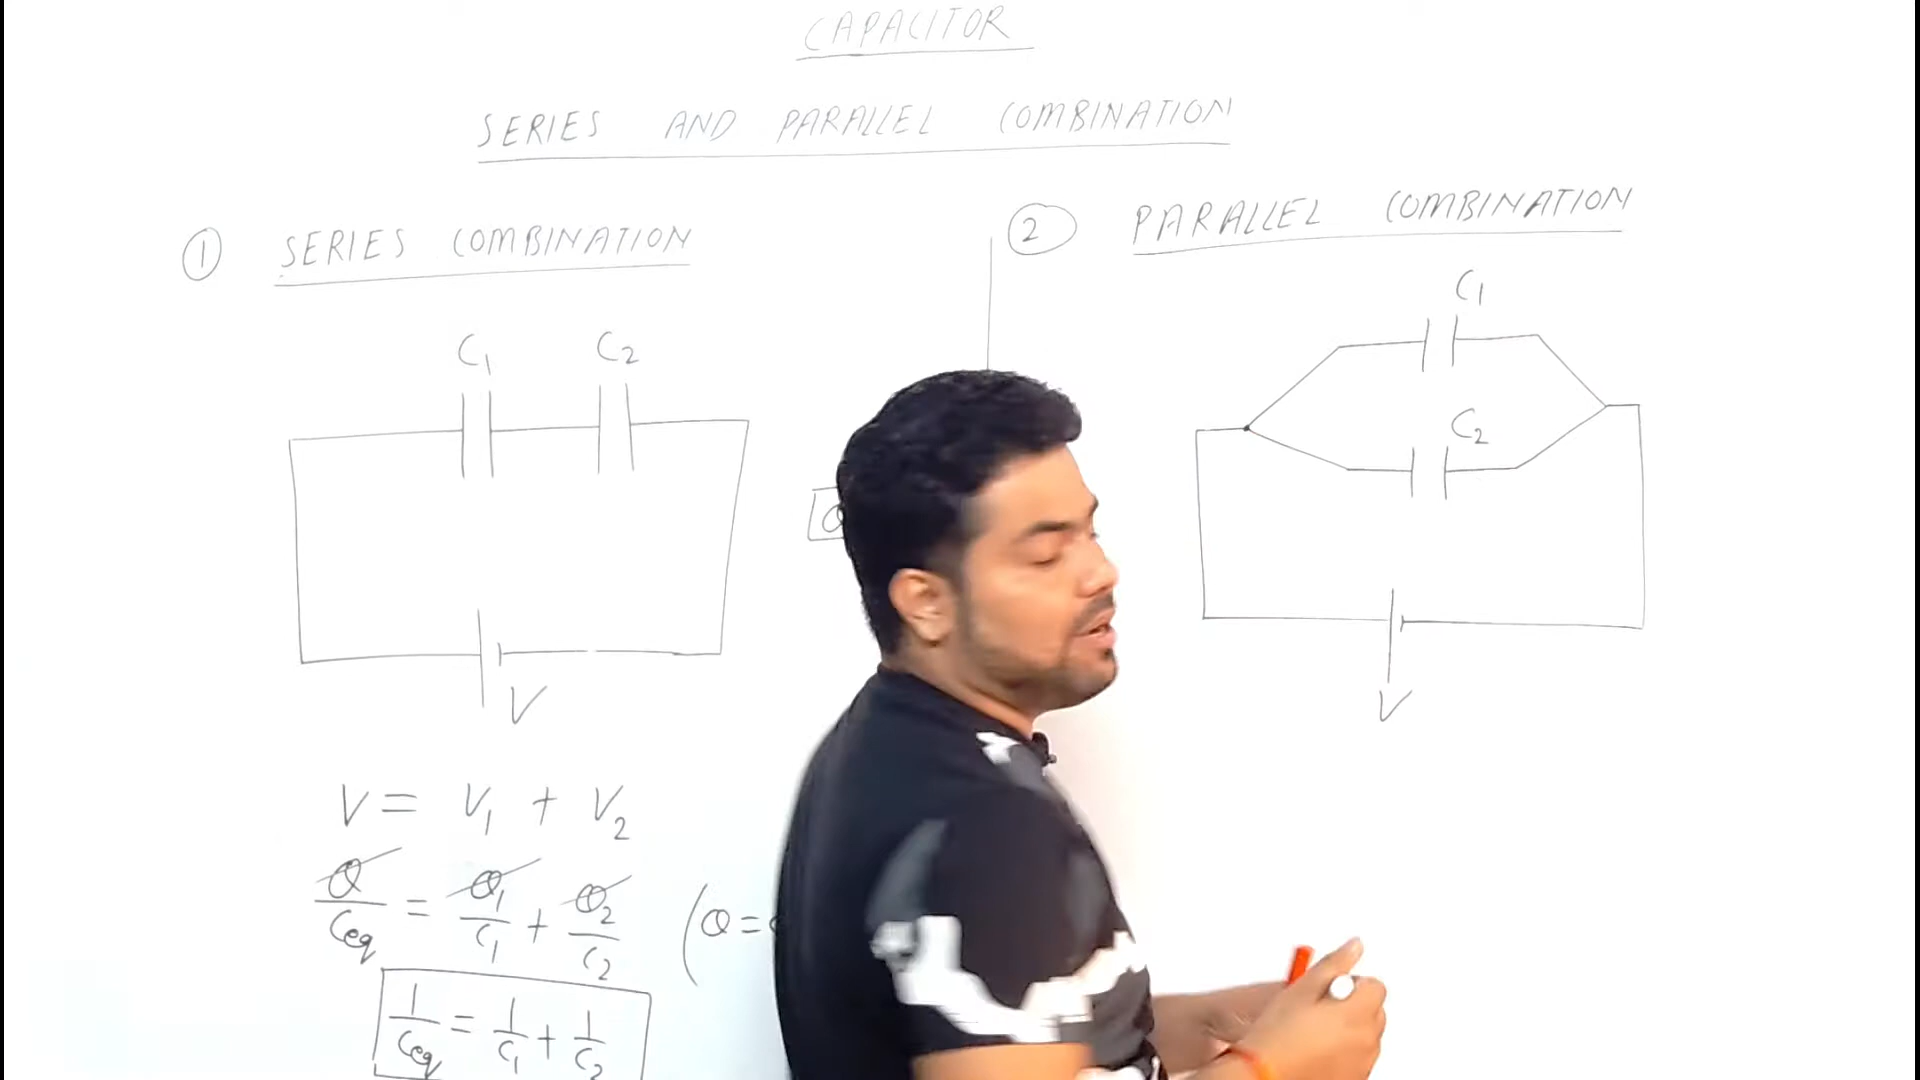 CAPACITOR
SERIES AND PARALLEL COMBINATION
① SERIES COMBINATION
C₁ C₂
V
V = V₁ + V₂
Q/Ceq = Q₁/C₁ + Q₂/C₂ (Q =
1/Ceq = 1/C₁ + 1/C₂
② PARALLEL COMBINATION
C₁
C₂
V